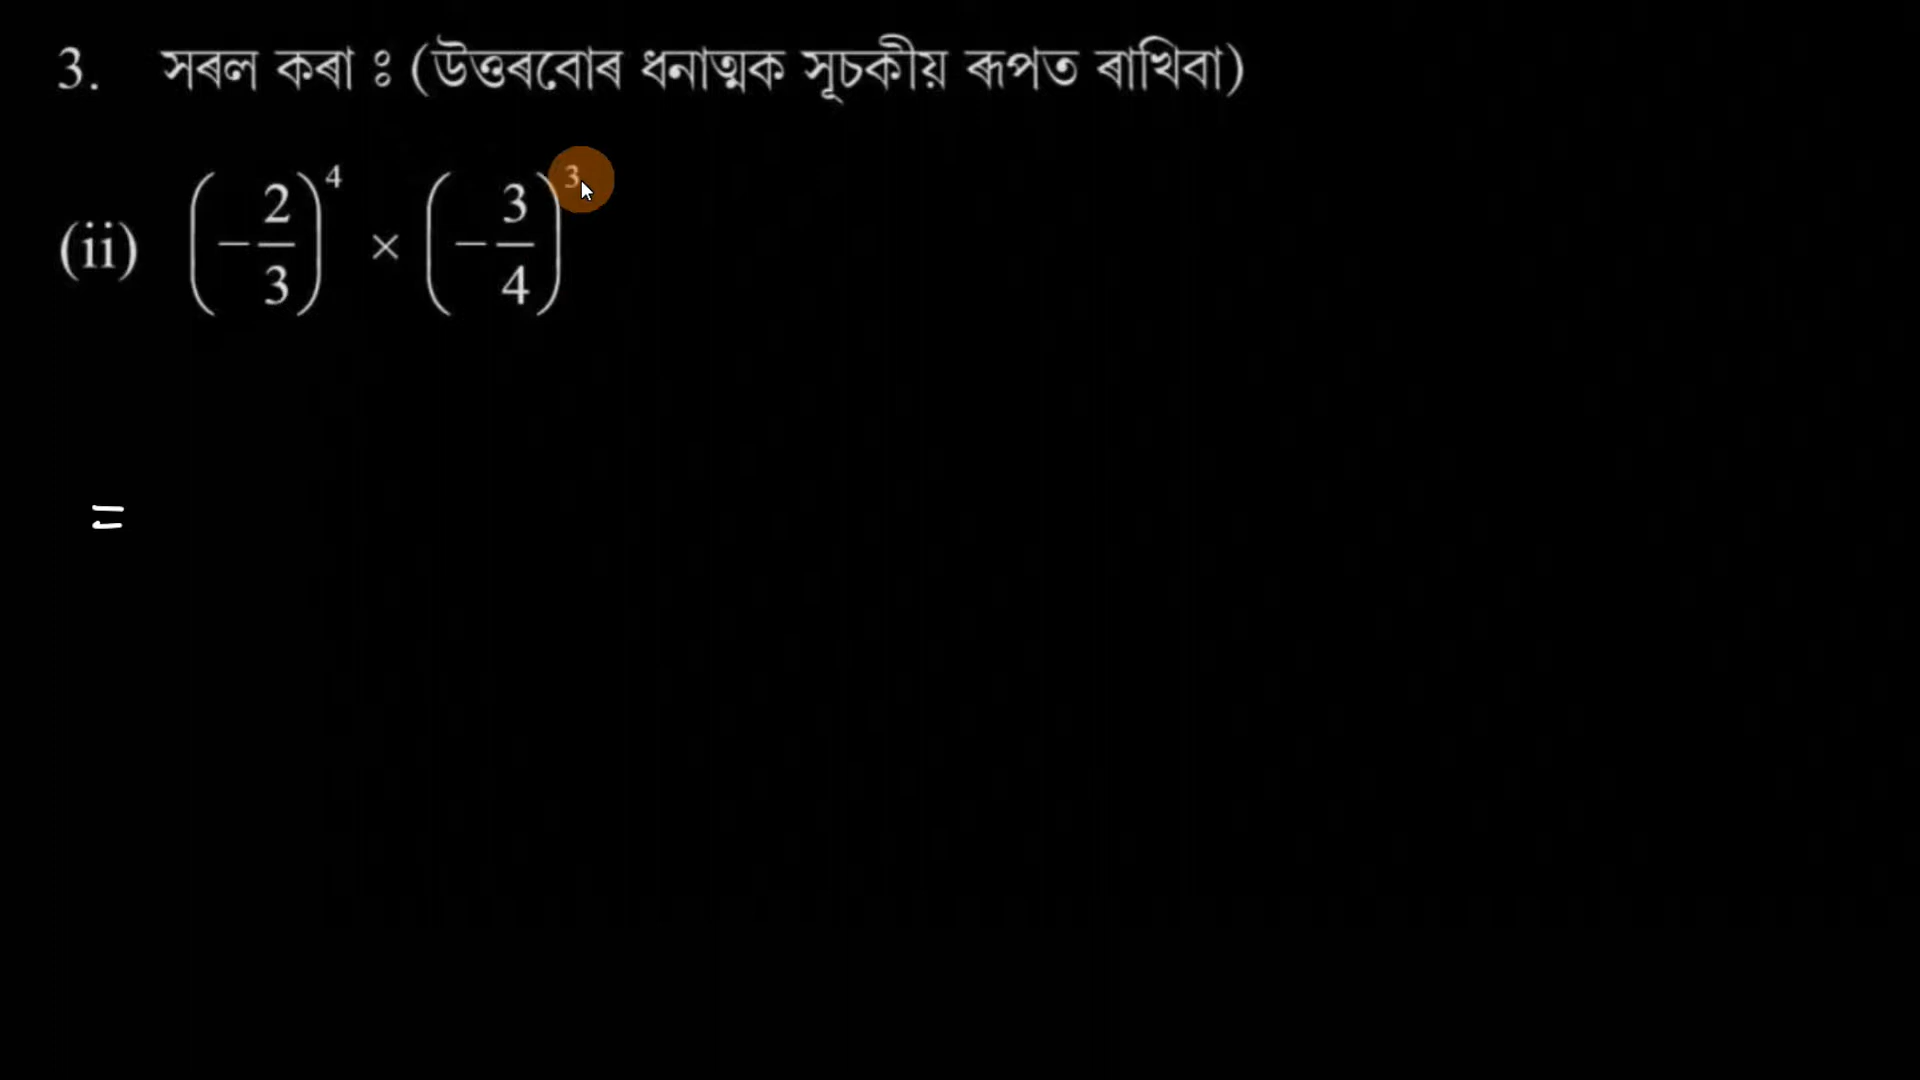 3. সৰল কৰা ঃ (উত্তৰবোৰ ধনাত্মক সূচকীয় ৰূপত ৰাখিবা)
(ii) (-2/3)^4 × (-3/4)^3
=